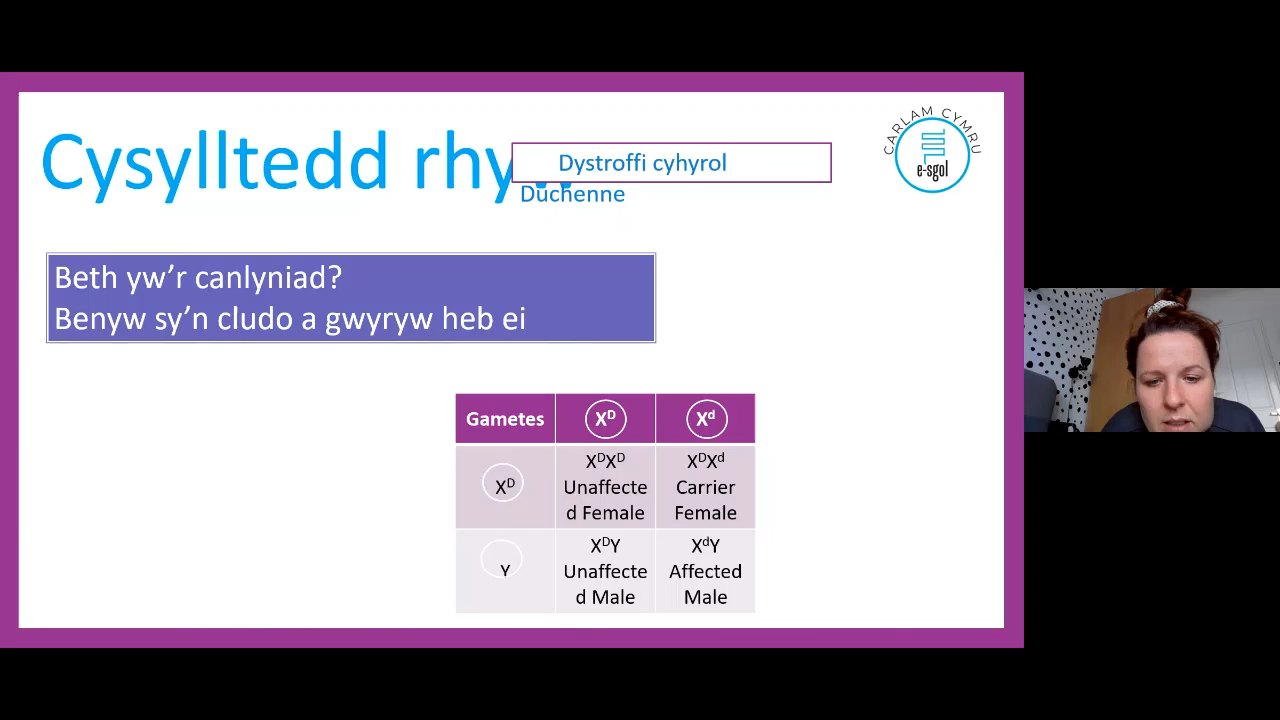 Cysylltedd rhyw
Dystroffi cyhyrol
Duchenne
CARLAM CYMRU
e-sgol
Beth yw’r canlyniad?
Benyw sy’n cludo a gwyryw heb ei
Gametes X^D X^d
X^DX^D X^DX^d
X^D Unaffecte Carrier
d Female Female
X^DY X^dY
Y Unaffecte Affected
d Male Male